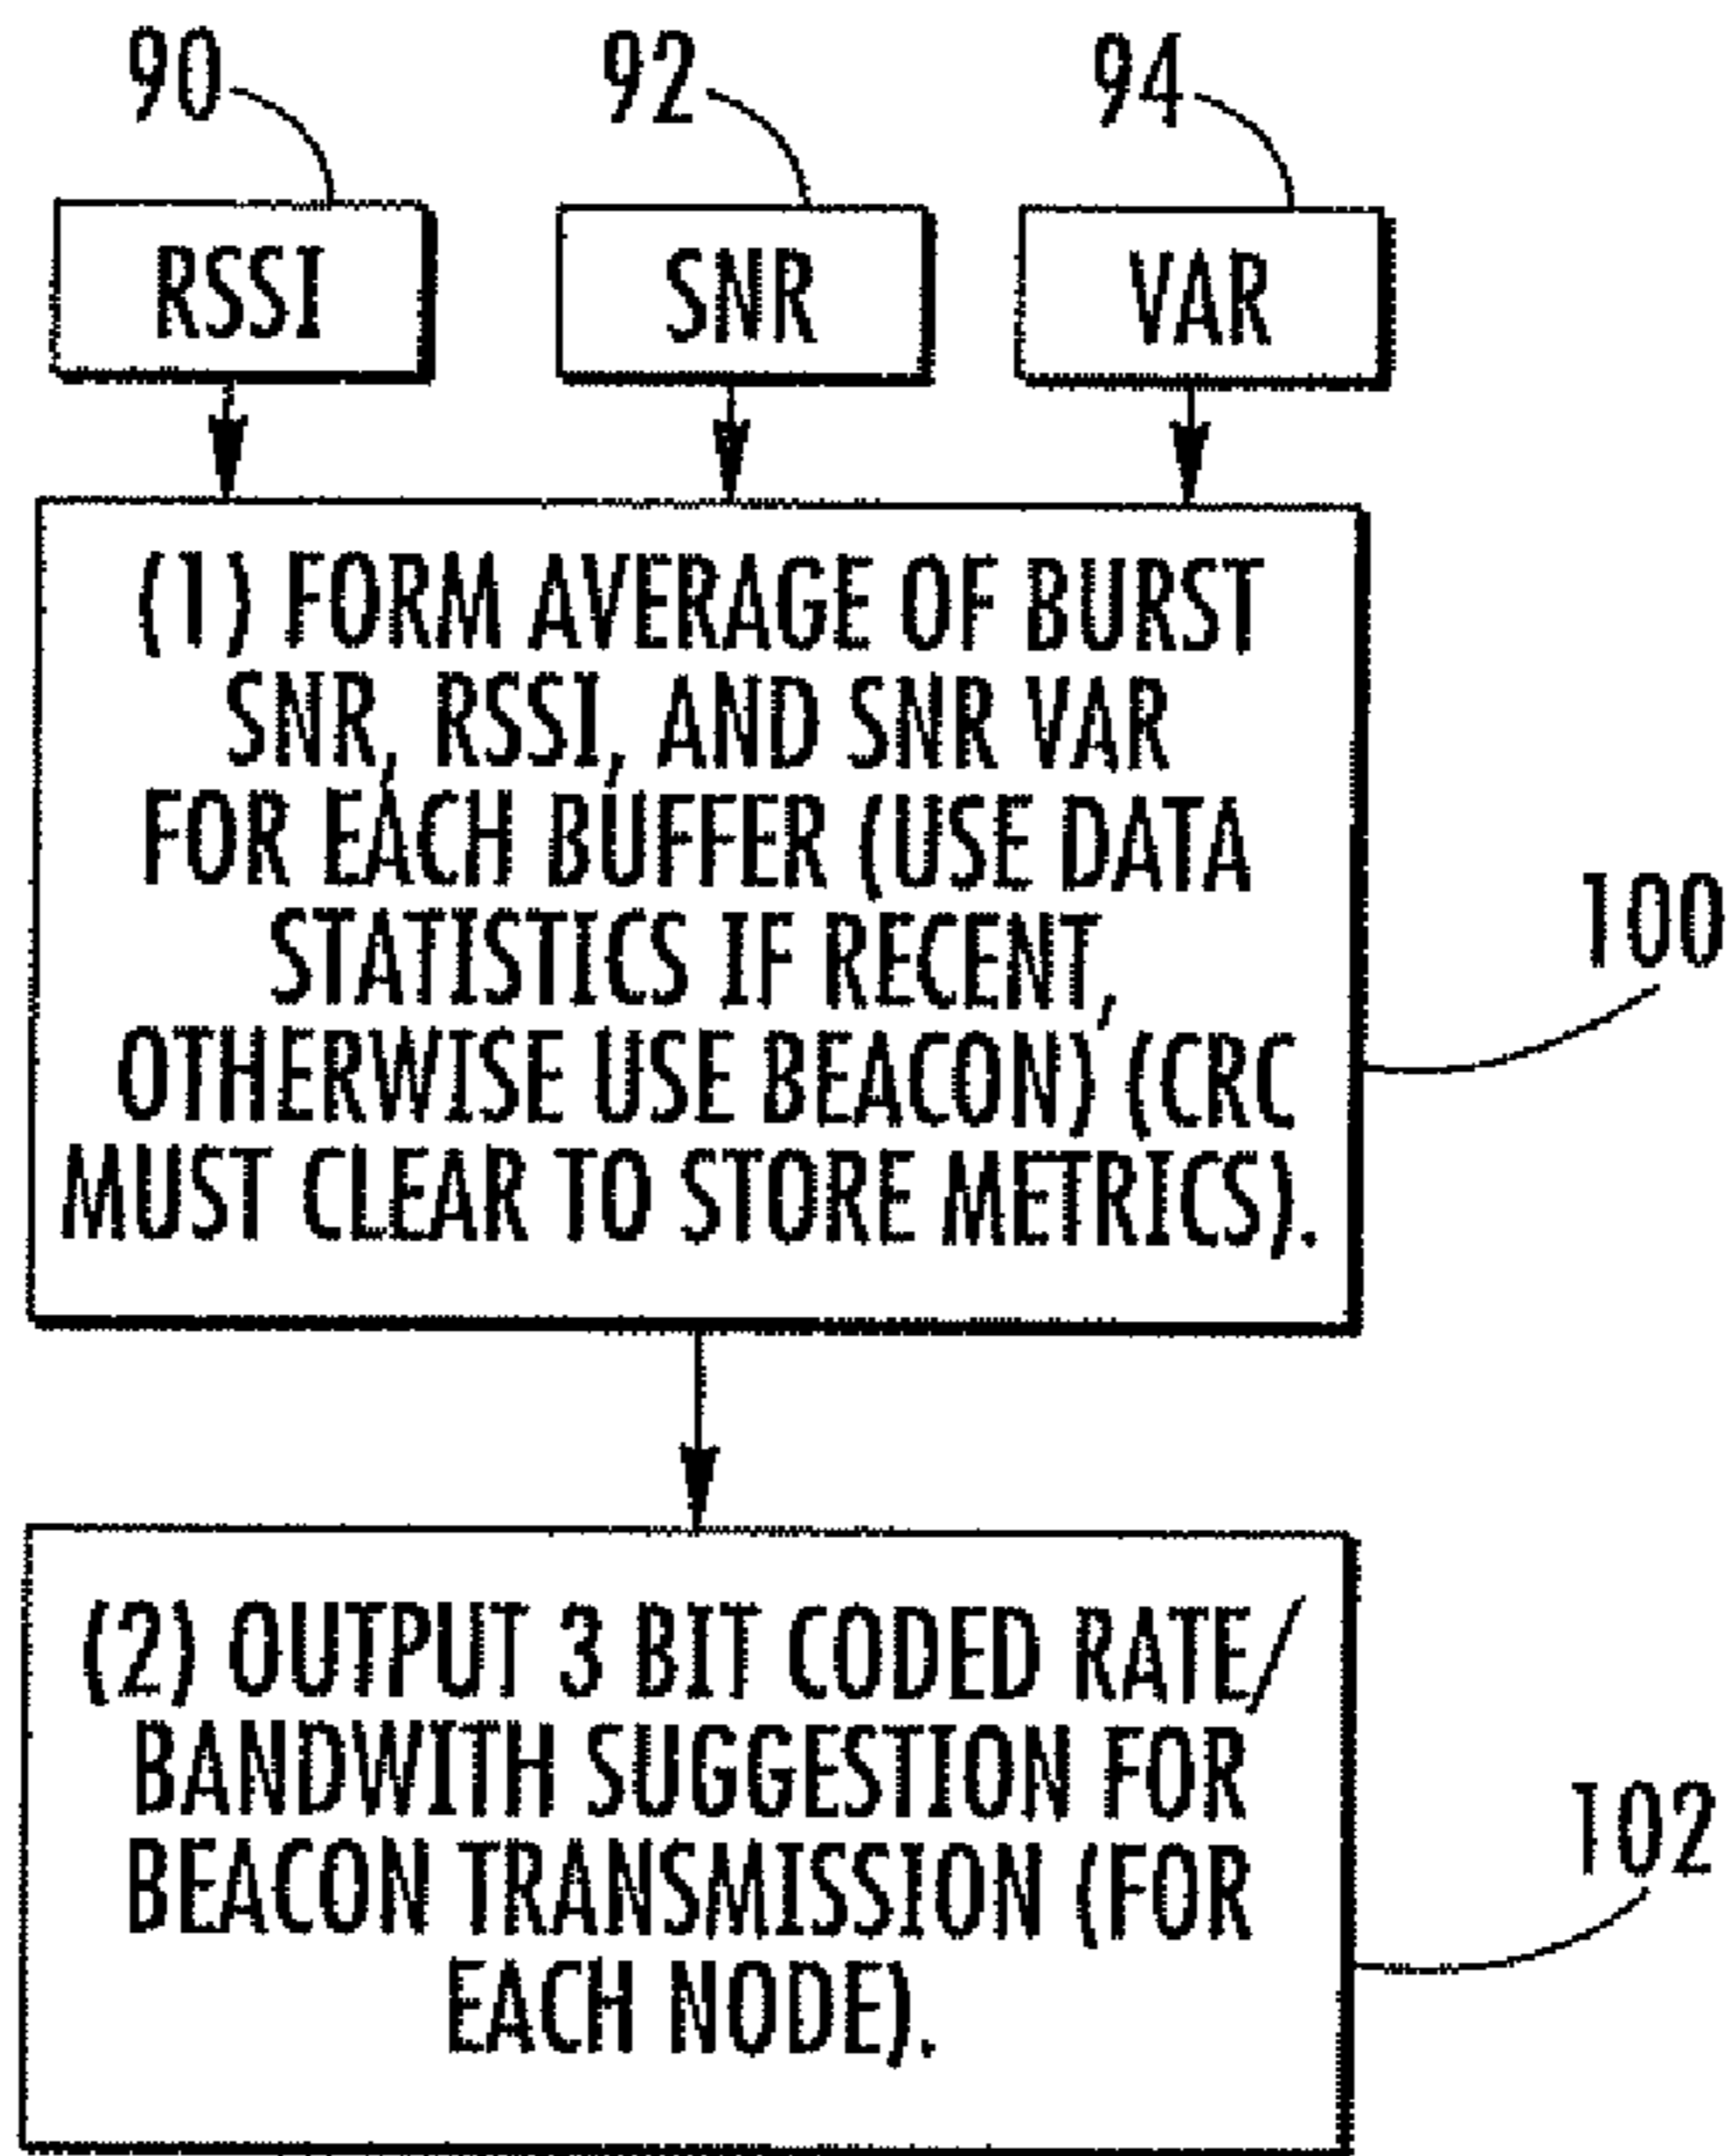 90 92 94
RSSI SNR VAR
(1) FORM AVERAGE OF BURST
SNR, RSSI, AND SNR VAR
FOR EACH BUFFER (USE DATA
STATISTICS IF RECENT,
OTHERWISE USE BEACON) (CRC
MUST CLEAR TO STORE METRICS).
100
(2) OUTPUT 3 BIT CODED RATE/
BANDWITH SUGGESTION FOR
BEACON TRANSMISSION (FOR
EACH NODE).
102